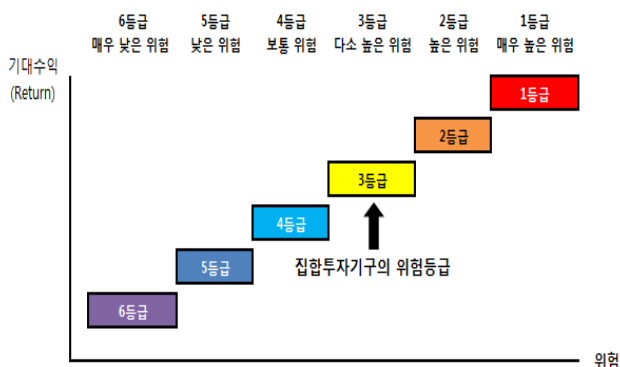 6등급 5등급 4등급 3등급 2등급 1등급
매우 낮은 위험 낮은 위험 보통 위험 다소 높은 위험 높은 위험 매우 높은 위험
기대수익
(Return)
1등급
2등급
3등급
4등급
집합투자기구의 위험등급
5등급
6등급
위험